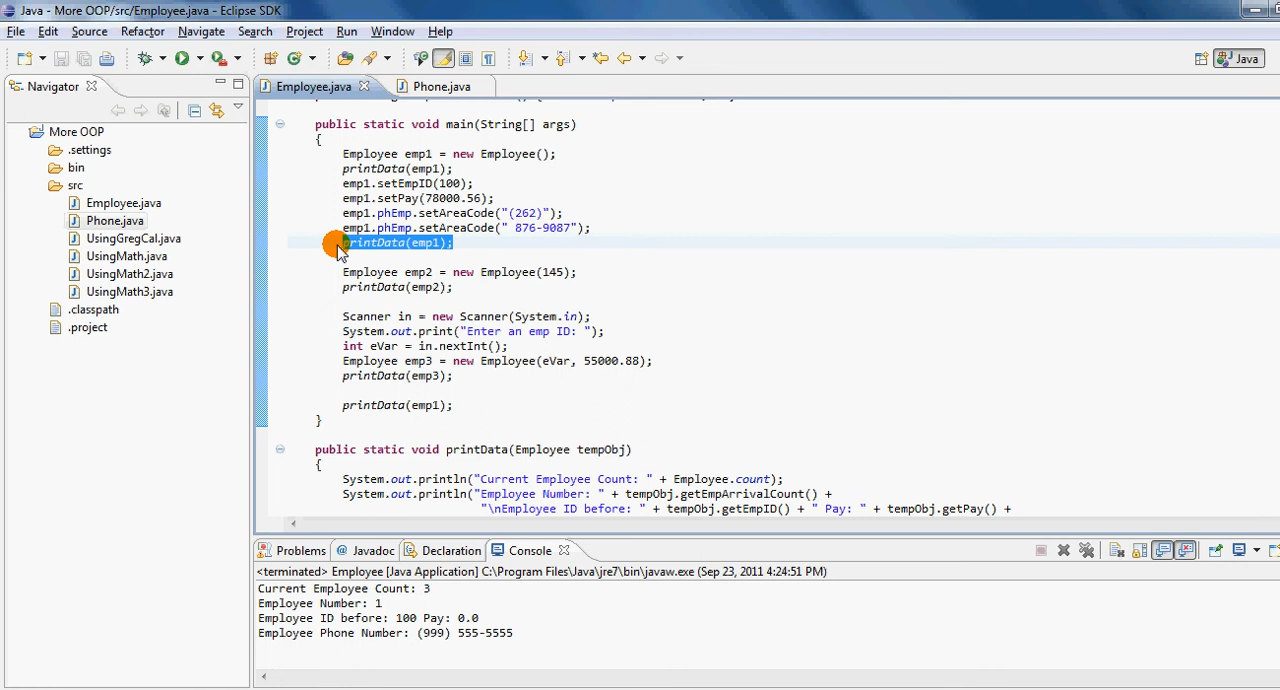 Java - More OOP/src/Employee.java - Eclipse SDK
File Edit Source Refactor Navigate Search Project Run Window Help
Java
Navigator
Employee.java
Phone.java
More OOP
.settings
bin
src
Employee.java
Phone.java
UsingGregCal.java
UsingMath.java
UsingMath2.java
UsingMath3.java
.classpath
.project
public static void main(String[] args)
{
Employee emp1 = new Employee();
printData(emp1);
emp1.setEmpID(100);
emp1.setPay(78000.56);
emp1.phEmp.setAreaCode("(262)");
emp1.phEmp.setAreaCode(" 876-9087");
printData(emp1);
Employee emp2 = new Employee(145);
printData(emp2);
Scanner in = new Scanner(System.in);
System.out.print("Enter an emp ID: ");
int eVar = in.nextInt();
Employee emp3 = new Employee(eVar, 55000.88);
printData(emp3);
printData(emp1);
}
public static void printData(Employee tempObj)
{
System.out.println("Current Employee Count: " + Employee.count);
System.out.println("Employee Number: " + tempObj.getEmpArrivalCount() +
"\nEmployee ID before: " + tempObj.getEmpID() + " Pay: " + tempObj.getPay() +
Problems @ Javadoc Declaration Console
<terminated> Employee [Java Application] C:\Program Files\Java\jre7\bin\javaw.exe (Sep 23, 2011 4:24:51 PM)
Current Employee Count: 3
Employee Number: 1
Employee ID before: 100 Pay: 0.0
Employee Phone Number: (999) 555-5555